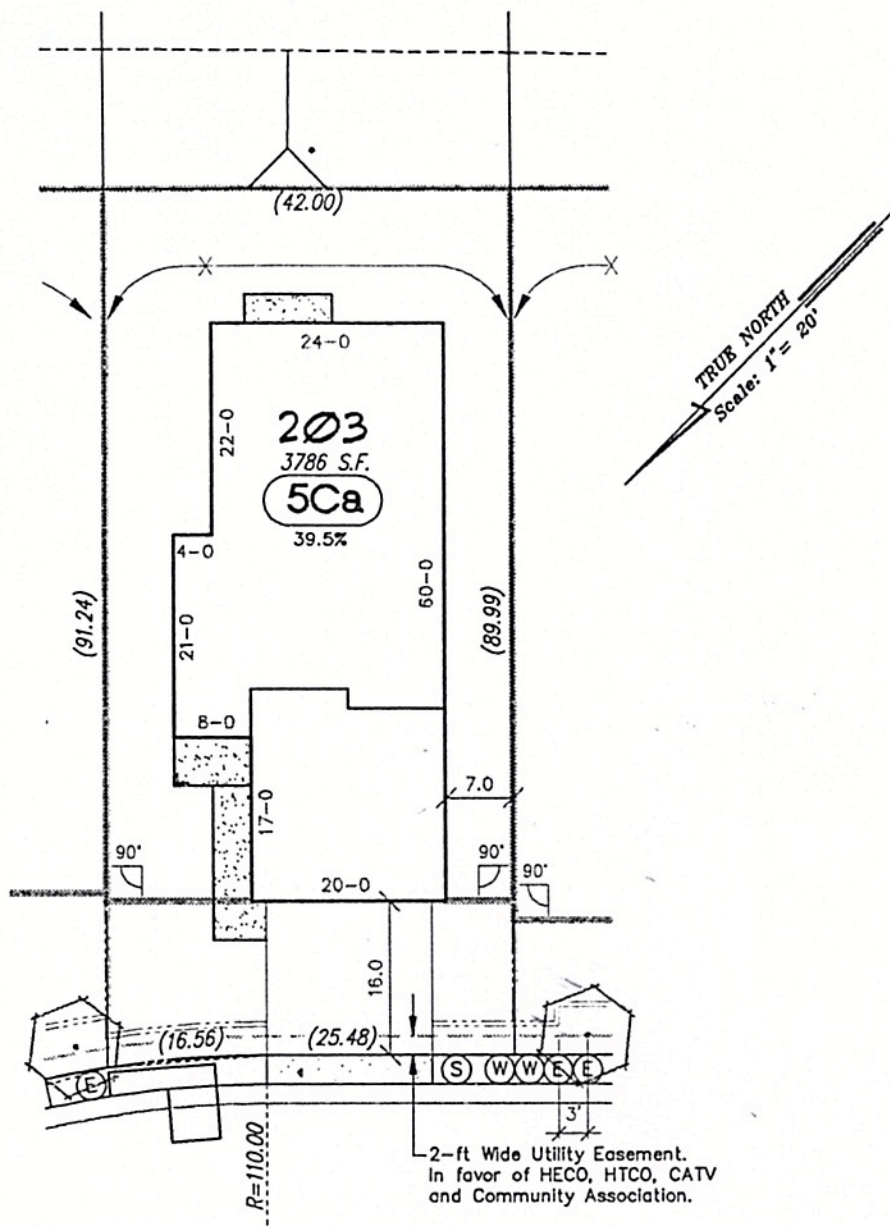 (42.00)
TRUE NORTH
Scale: 1"= 20'
24-0
22-0
2Ø3
3786 S.F.
5Ca
39.5%
4-0
60-0
(91.24)
(89.99)
21-0
8-0
7.0
17-0
90°
90°
90°
20-0
16.0
(16.56)
(25.48)
E
S
W
W
E
E
3'
R=110.00
2-ft Wide Utility Easement.
In favor of HECO, HTCO, CATV
and Community Association.